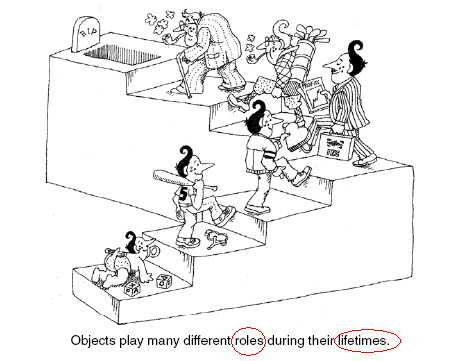 R.I.P.
5
Objects play many different roles during their lifetimes.